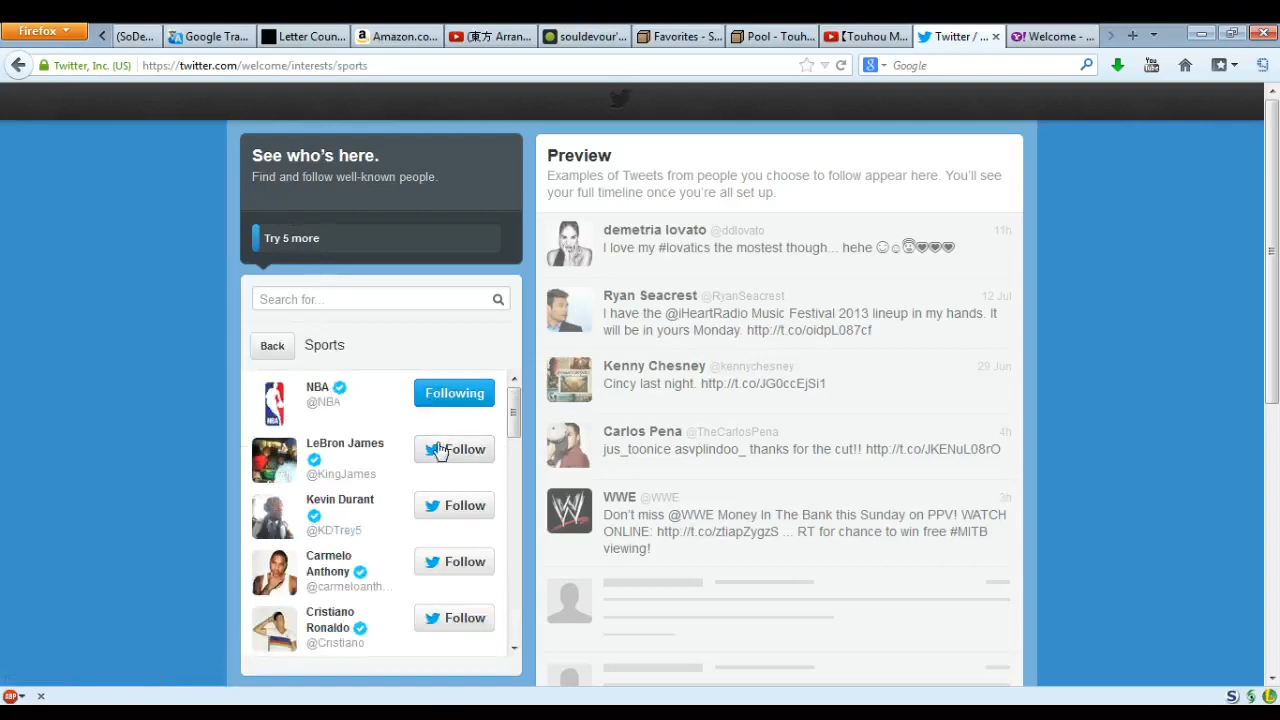 Firefox
(SoDe...
Google Tra...
Letter Coun...
Amazon.co...
(東方 Arran...
souldevour'...
Favorites - S...
Pool - Touh...
【Touhou M...
Twitter / ...
Welcome - ...
Twitter, Inc. (US)
https://twitter.com/welcome/interests/sports
Google
See who's here.
Find and follow well-known people.
Try 5 more
Search for...
Back
Sports
NBA
@NBA
Following
LeBron James
@KingJames
Follow
Kevin Durant
@KDTrey5
Follow
Carmelo
Anthony
@carmeloanth...
Follow
Cristiano
Ronaldo
@Cristiano
Follow
Preview
Examples of Tweets from people you choose to follow appear here. You'll see
your full timeline once you're all set up.
demetria lovato @ddlovato 11h
I love my #lovatics the mostest though... hehe
Ryan Seacrest @RyanSeacrest 12 Jul
I have the @iHeartRadio Music Festival 2013 lineup in my hands. It
will be in yours Monday. http://t.co/oidpL087cf
Kenny Chesney @kennychesney 29 Jun
Cincy last night. http://t.co/JG0ccEjSi1
Carlos Pena @TheCarlosPena 4h
jus_toonice asvplindoo_ thanks for the cut!! http://t.co/JKENuL08rO
WWE @WWE 3h
Don't miss @WWE Money In The Bank this Sunday on PPV! WATCH
ONLINE: http://t.co/ztiapZygzS ... RT for chance to win free #MITB
viewing!
ABP